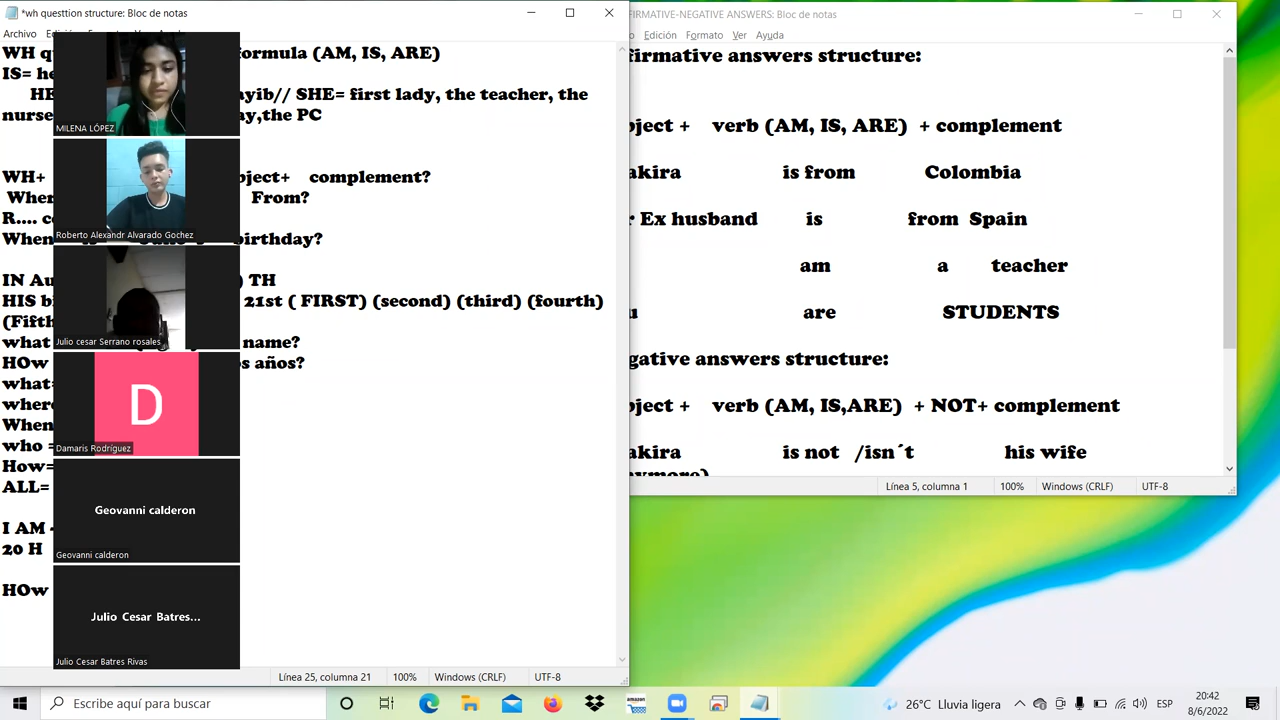 *wh questtion structure: Bloc de notas
Archivo
WH formula (AM, IS, ARE)
IS=
ayib// SHE= first lady, the teacher, the
nurse ay,the PC
WH+ bject+ complement?
From?
R....
When birthday?
IN TH
HIS 21st ( FIRST) (second) (third) (fourth)
(Fifth
what name?
HOw os años?
what=
where
When
who =
How=
ALL=
I AM
20 H
HOw
Línea 25, columna 21 100% Windows (CRLF) UTF-8
MILENA LÓPEZ
Roberto Alexandr Alvarado Gochez
Julio cesar Serrano rosales
D
Damaris Rodríguez
Geovanni calderon
Geovanni calderon
Julio Cesar Batres...
Julio Cesar Batres Rivas
FIRMATIVE-NEGATIVE ANSWERS: Bloc de notas
o Edición Formato Ver Ayuda
firmative answers structure:
bject + verb (AM, IS, ARE) + complement
akira is from Colombia
r Ex husband is from Spain
am a teacher
u are STUDENTS
gative answers structure:
bject + verb (AM, IS,ARE) + NOT+ complement
akira is not /isn´t his wife
ymore)
Línea 5, columna 1 100% Windows (CRLF) UTF-8
Escribe aquí para buscar
amazon
26°C Lluvia ligera
ESP
20:42
8/6/2022